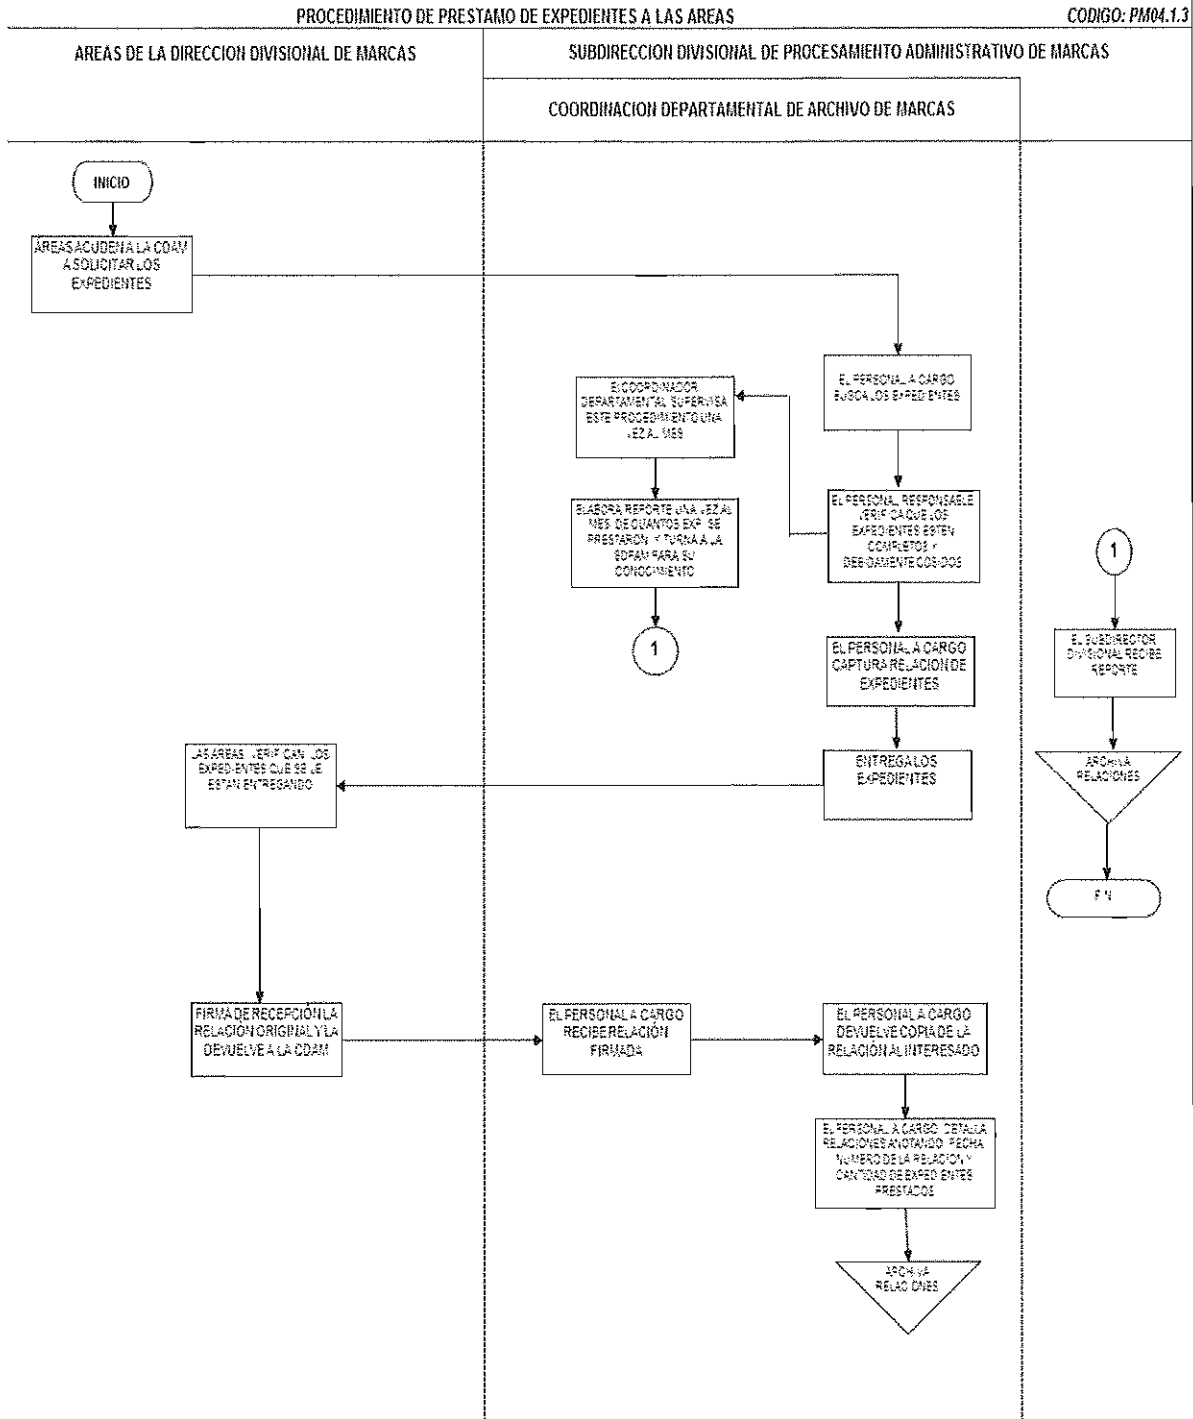 PROCEDIMIENTO DE PRESTAMO DE EXPEDIENTES A LAS AREAS
CODIGO: PM04.1.3
AREAS DE LA DIRECCION DIVISIONAL DE MARCAS
SUBDIRECCION DIVISIONAL DE PROCESAMIENTO ADMINISTRATIVO DE MARCAS
COORDINACION DEPARTAMENTAL DE ARCHIVO DE MARCAS
INICIO
ÁREAS ACUDEN A LA CDAM
A SOLICITAR LOS
EXPEDIENTES
EL PERSONAL A CARGO
BUSCA LOS EXPEDIENTES
EL COORDINADOR
DEPARTAMENTAL SUPERVISA
ESTE PROCEDIMIENTO UNA
VEZ AL MES
EL PERSONAL RESPONSABLE
VERIFICA QUE LOS
EXPEDIENTES ESTEN
COMPLETOS Y
DEBIDAMENTE COSIDOS
ELABORA REPORTE UNA VEZ AL
MES, DE CUANTOS EXP. SE
PRESTARON Y TURNA A LA
SDPAM PARA SU
CONOCIMIENTO
1
1
EL PERSONAL A CARGO
CAPTURA RELACION DE
EXPEDIENTES
EL SUBDIRECTOR
DIVISIONAL RECIBE
REPORTE
LAS AREAS VERIFICAN LOS
EXPEDIENTES QUE SE LE
ESTAN ENTREGANDO
ENTREGA LOS
EXPEDIENTES
ARCHIVA
RELACIONES
FIN
FIRMA DE RECEPCIÓN LA
RELACIÓN ORIGINAL Y LA
DEVUELVE A LA CDAM
EL PERSONAL A CARGO
RECIBE RELACIÓN
FIRMADA
EL PERSONAL A CARGO
DEVUELVE COPIA DE LA
RELACIÓN AL INTERESADO
EL PERSONAL A CARGO DETALLA
RELACIONES ANOTANDO FECHA
NUMERO DE LA RELACION Y
CANTIDAD DE EXPEDIENTES
PRESTADOS
ARCHIVA
RELACIONES